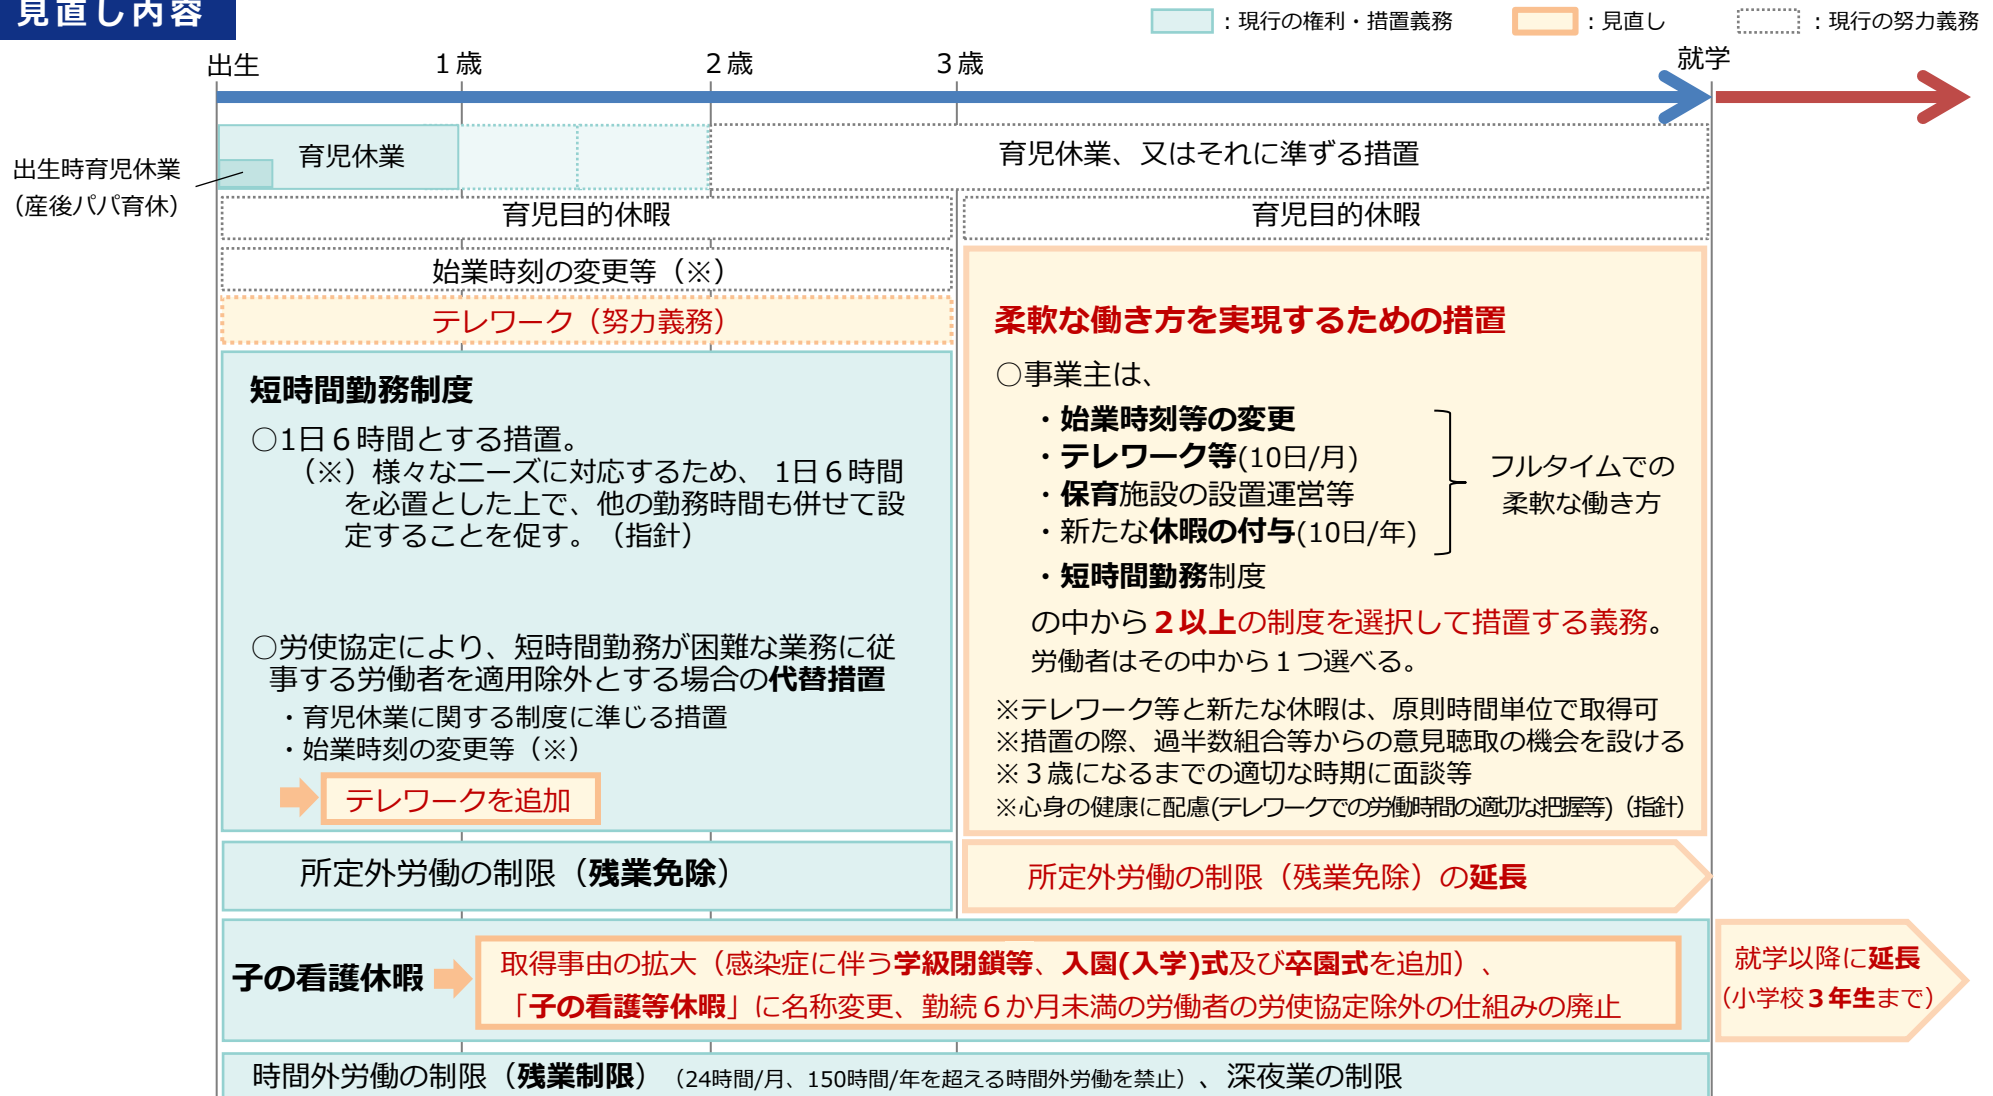 見直し内容
：現行の権利・措置義務
：見直し
：現行の努力義務
出生
１歳
２歳
３歳
就学
出生時育児休業
（産後パパ育休）
育児休業
育児休業、又はそれに準ずる措置
育児目的休暇
育児目的休暇
始業時刻の変更等（※）
テレワーク（努力義務）
短時間勤務制度
○1日６時間とする措置。
（※）様々なニーズに対応するため、 1日６時間
を必置とした上で、他の勤務時間も併せて設
定することを促す。（指針）
○労使協定により、短時間勤務が困難な業務に従
事する労働者を適用除外とする場合の代替措置
・育児休業に関する制度に準じる措置
・始業時刻の変更等（※）
テレワークを追加
柔軟な働き方を実現するための措置
○事業主は、
・始業時刻等の変更
・テレワーク等(10日/月)
・保育施設の設置運営等
・新たな休暇の付与(10日/年)
・短時間勤務制度
フルタイムでの
柔軟な働き方
の中から２以上の制度を選択して措置する義務。
労働者はその中から１つ選べる。
※テレワーク等と新たな休暇は、原則時間単位で取得可
※措置の際、過半数組合等からの意見聴取の機会を設ける
※３歳になるまでの適切な時期に面談等
※心身の健康に配慮(テレワークでの労働時間の適切な把握等)（指針）
所定外労働の制限（残業免除）
所定外労働の制限（残業免除）の延長
子の看護休暇
取得事由の拡大（感染症に伴う学級閉鎖等、入園(入学)式及び卒園式を追加）、
「子の看護等休暇」に名称変更、勤続６か月未満の労働者の労使協定除外の仕組みの廃止
就学以降に延長
（小学校３年生まで）
時間外労働の制限（残業制限）（24時間/月、150時間/年を超える時間外労働を禁止）、深夜業の制限